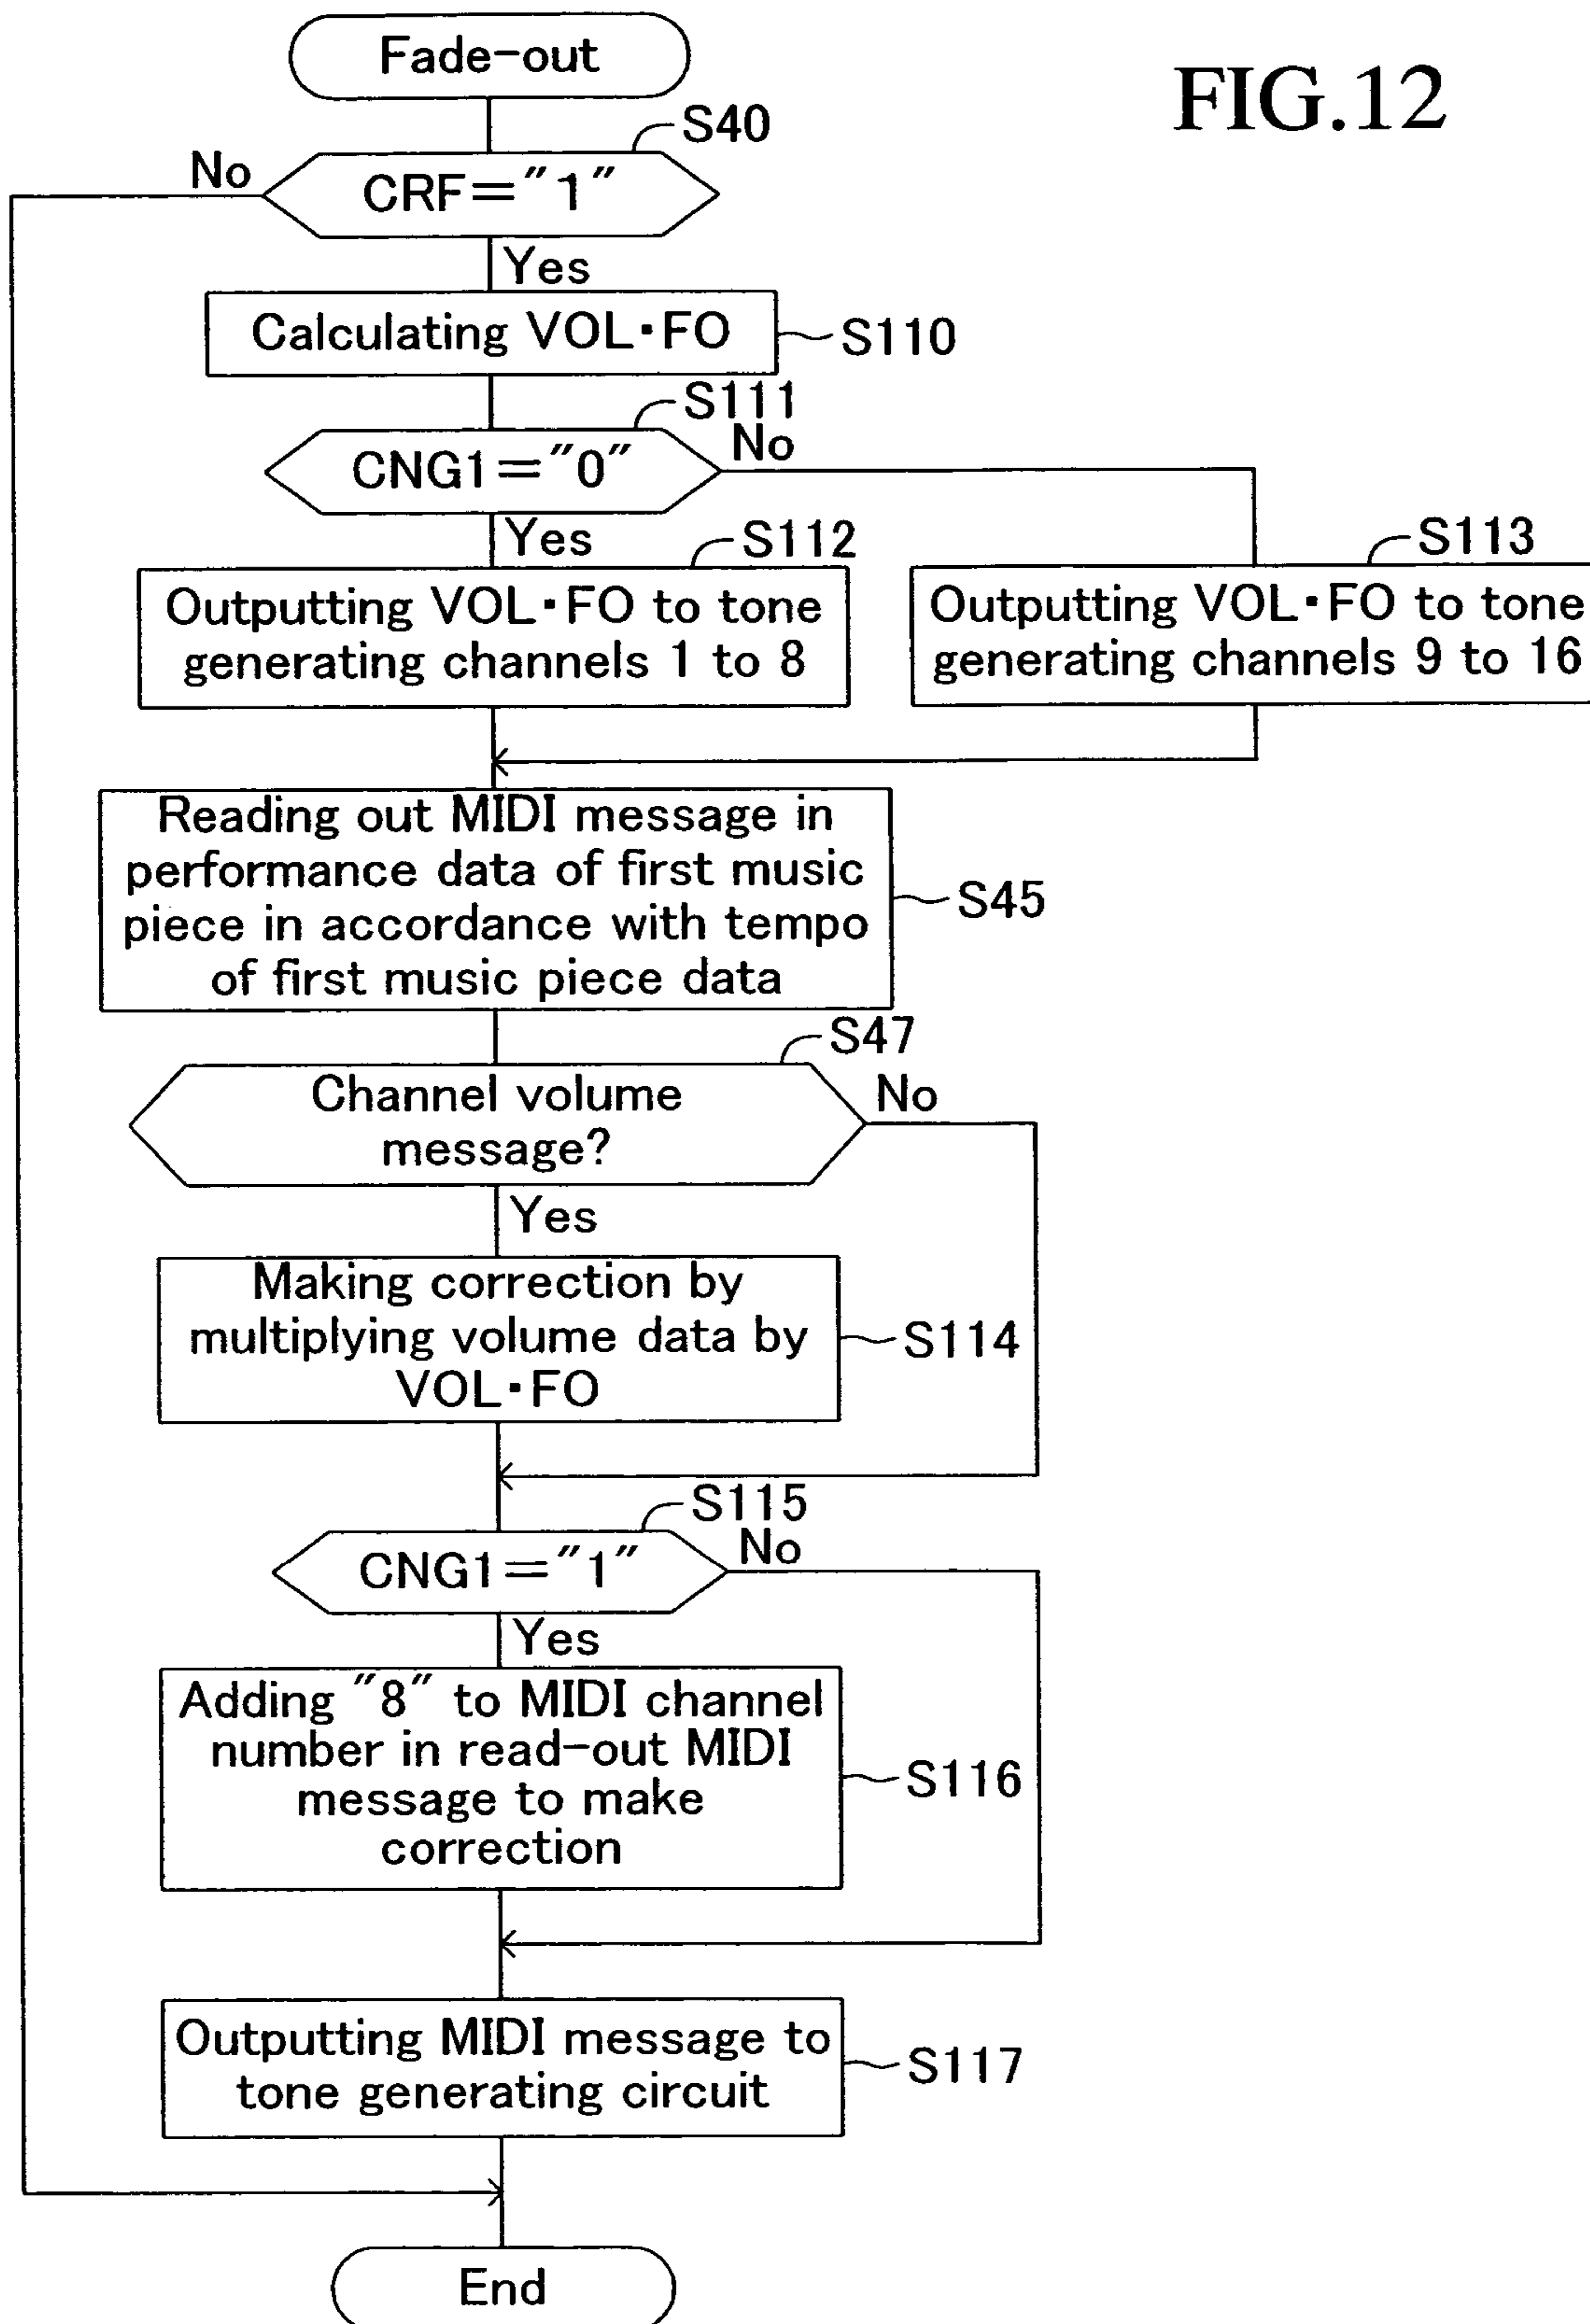 FIG.12
Fade-out
S40
No
CRF="1"
Yes
Calculating VOL·FO
S110
S111
No
CNG1="0"
Yes
S112
S113
Outputting VOL·FO to tone
generating channels 1 to 8
Outputting VOL·FO to tone
generating channels 9 to 16
Reading out MIDI message in
performance data of first music
piece in accordance with tempo
of first music piece data
S45
S47
Channel volume
message?
No
Yes
Making correction by
multiplying volume data by
VOL·FO
S114
S115
No
CNG1="1"
Yes
Adding "8" to MIDI channel
number in read-out MIDI
message to make
correction
S116
Outputting MIDI message to
tone generating circuit
S117
End